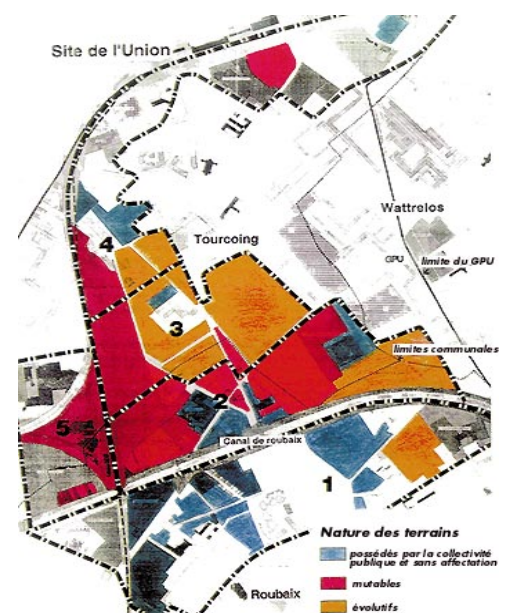 Site de l'Union
Wattrelos
4
Tourcoing
GPU
limite du GPU
3
limites communales
2
5
Canal de roubaix
1
Nature des terrains
possédés par la collectivité
publique et sans affectation
mutables
Roubaix
évolutifs